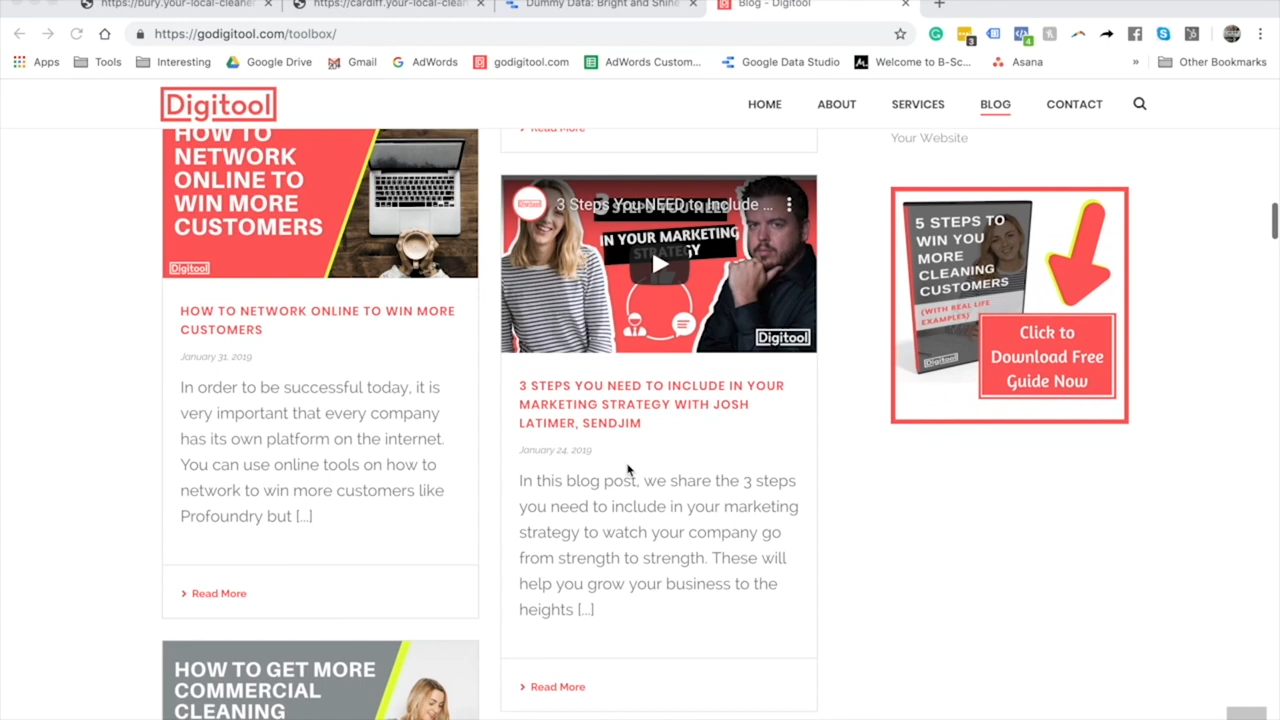 https://bury.your-local-cleaner
https://cardiff.your-local-clean
Dummy Data: Bright and Shine
Blog - Digitool
https://godigitool.com/toolbox/
3
4
Apps
Tools
Interesting
Google Drive
Gmail
AdWords
godigitool.com
AdWords Custom...
Google Data Studio
Welcome to B-Sc...
Asana
»
Other Bookmarks
Digitool
HOME
ABOUT
SERVICES
BLOG
CONTACT
HOW TO
NETWORK
ONLINE TO
WIN MORE
CUSTOMERS
Digitool
HOW TO NETWORK ONLINE TO WIN MORE
CUSTOMERS
January 31, 2019
In order to be successful today, it is
very important that every company
has its own platform on the internet.
You can use online tools on how to
network to win more customers like
Profoundry but [...]
Read More
HOW TO GET MORE
COMMERCIAL
CLEANING
Read More
3 Steps You NEED to Include ...
IN YOUR MARKETING
STRATEGY
Digitool
3 STEPS YOU NEED TO INCLUDE IN YOUR
MARKETING STRATEGY WITH JOSH
LATIMER, SENDJIM
January 24, 2019
In this blog post, we share the 3 steps
you need to include in your marketing
strategy to watch your company go
from strength to strength. These will
help you grow your business to the
heights [...]
Read More
Your Website
5 STEPS TO
WIN YOU
MORE
CLEANING
CUSTOMERS
(WITH REAL LIFE
EXAMPLES)
Digitool
Click to
Download Free
Guide Now